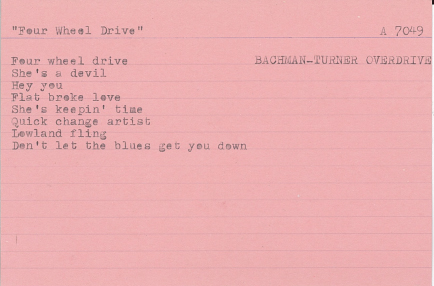 "Four Wheel Drive" A 7049
Four wheel drive BACHMAN-TURNER OVERDRIVE
She's a devil
Hey you
Flat broke love
She's keepin' time
Quick change artist
Lowland fling
Don't let the blues get you down